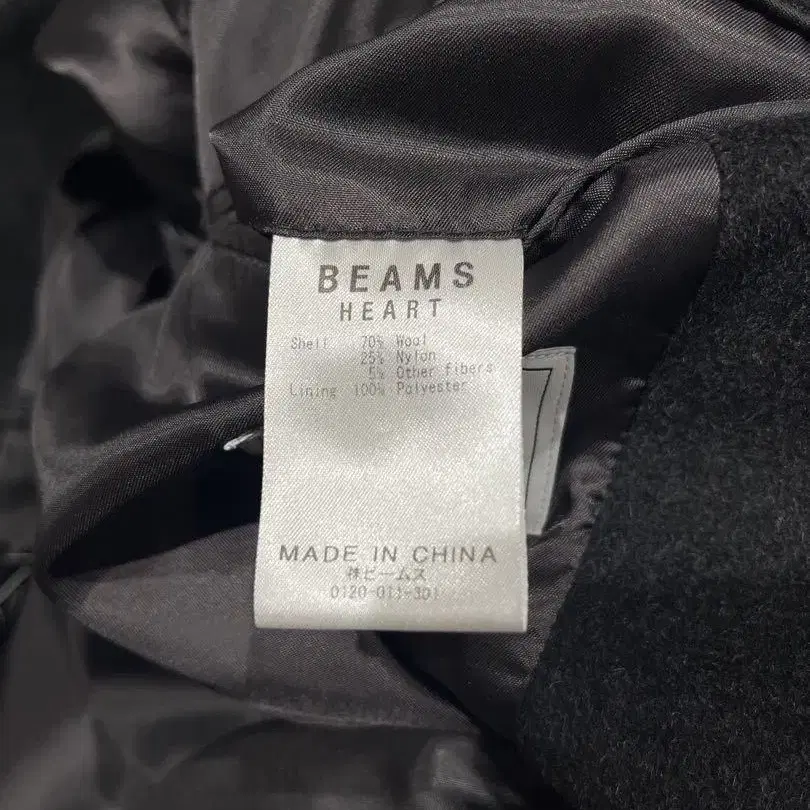 BEAMS
HEART
Shell 70% Wool
25% Nylon
5% Other fibers
Lining 100% Polyester
MADE IN CHINA
㈱ビームス
0120-011-301